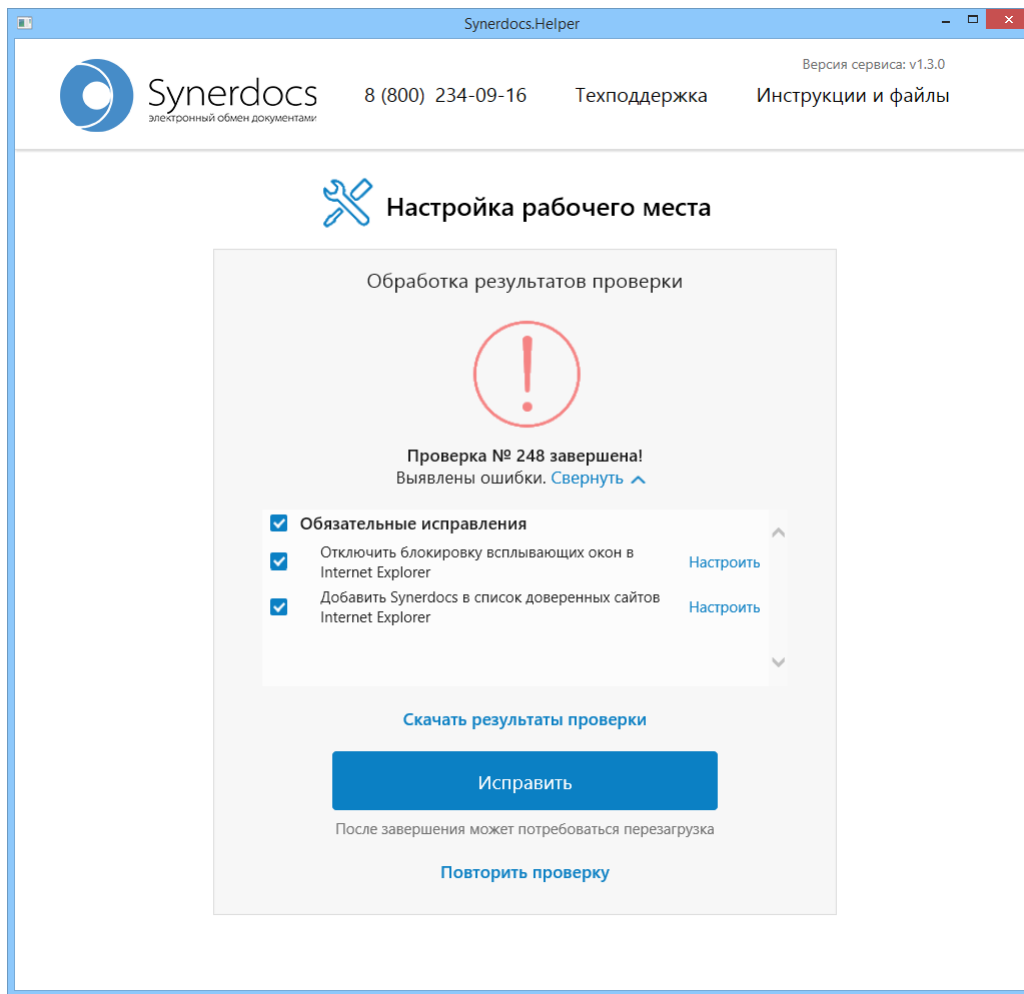 Synerdocs.Helper
Версия сервиса: v1.3.0
Synerdocs
электронный обмен документами
8 (800) 234-09-16
Техподдержка
Инструкции и файлы
Настройка рабочего места
Обработка результатов проверки
Проверка № 248 завершена!
Выявлены ошибки. Свернуть
Обязательные исправления
Отключить блокировку всплывающих окон в
Internet Explorer
Настроить
Добавить Synerdocs в список доверенных сайтов
Internet Explorer
Настроить
Скачать результаты проверки
Исправить
После завершения может потребоваться перезагрузка
Повторить проверку